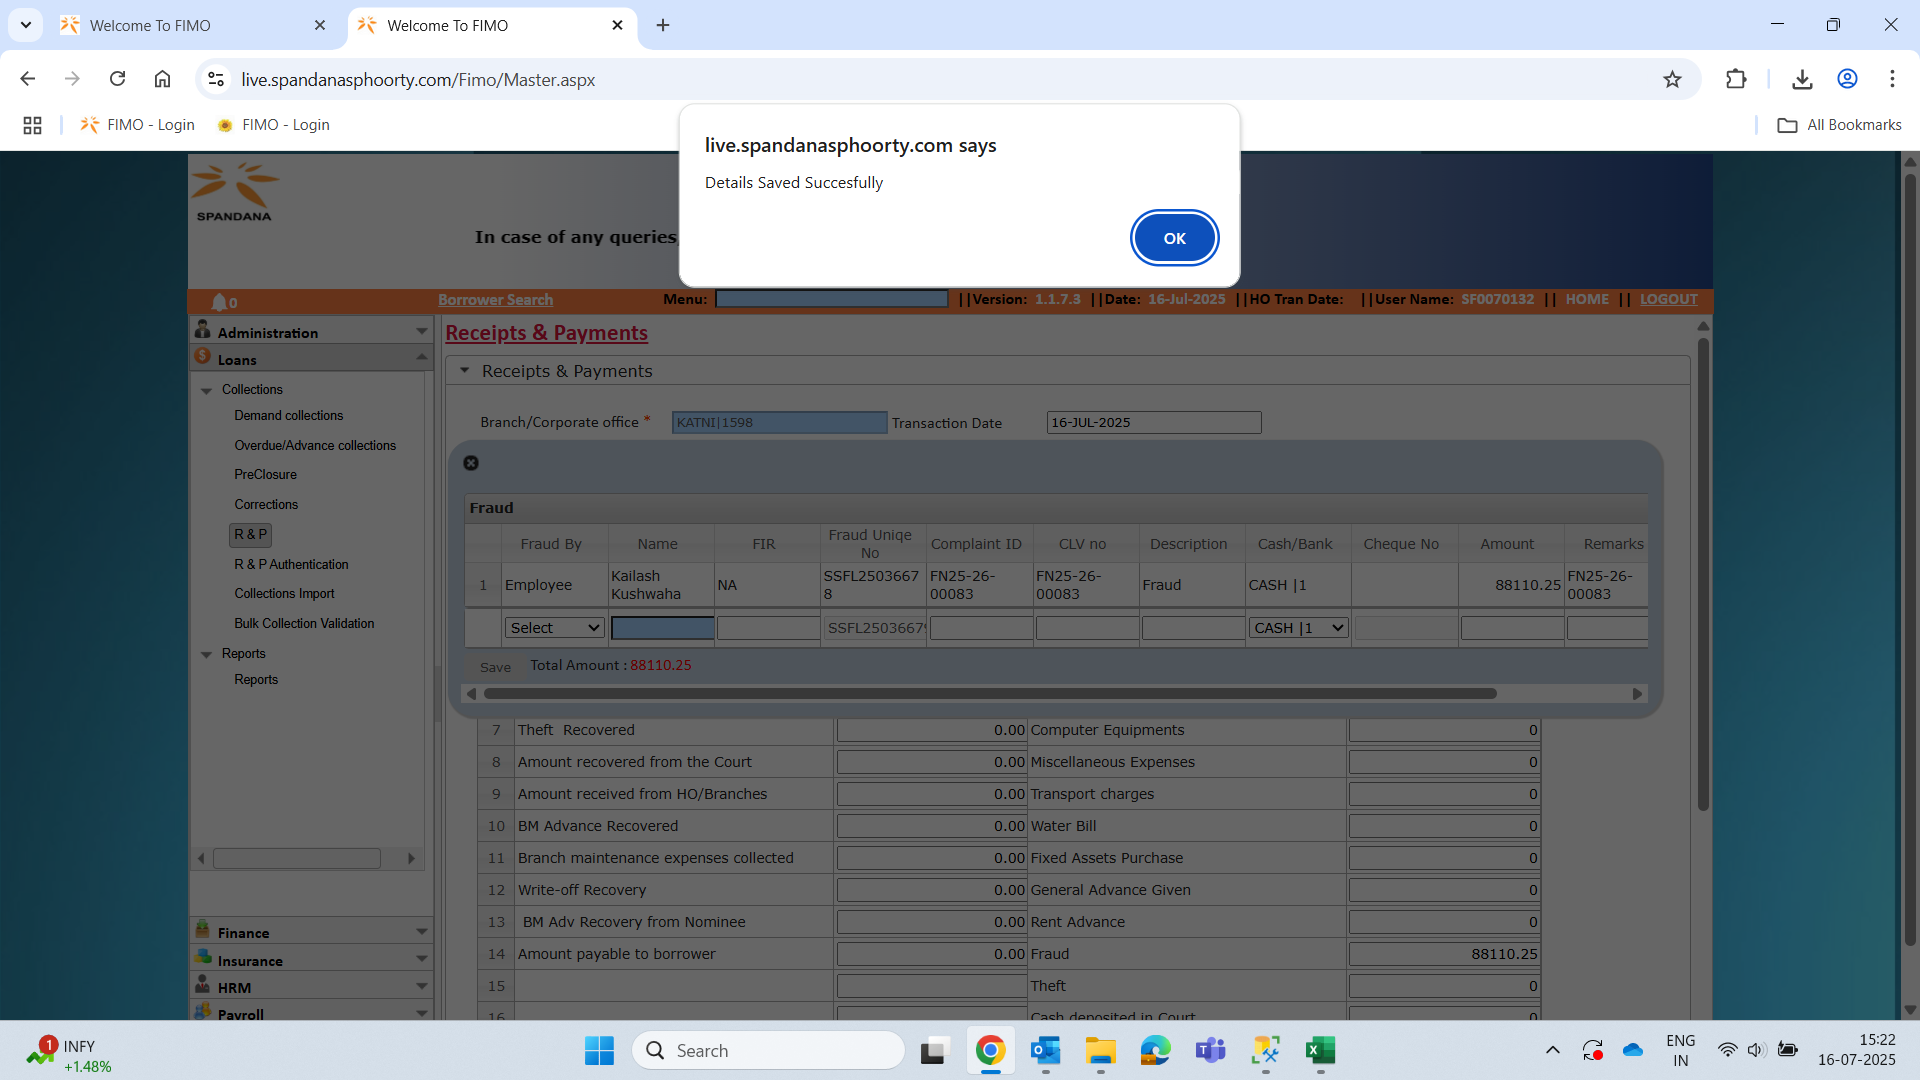 Welcome To FIMO
Welcome To FIMO
live.spandanasphoorty.com/Fimo/Master.aspx
FIMO - Login
FIMO - Login
All Bookmarks
live.spandanasphoorty.com says
Details Saved Succesfully
OK
SPANDANA
In case of any queries,
0
Borrower Search
Menu:
||Version: 1.1.7.3 ||Date: 16-Jul-2025 ||HO Tran Date: ||User Name: SF0070132 || HOME || LOGOUT
Administration
Loans
Collections
Demand collections
Overdue/Advance collections
PreClosure
Corrections
R & P
R & P Authentication
Collections Import
Bulk Collection Validation
Reports
Reports
Finance
Insurance
HRM
Payroll
Receipts & Payments
Receipts & Payments
Branch/Corporate office * KATNI|1598 Transaction Date 16-JUL-2025
Fraud
Fraud By Name FIR Fraud Uniqe No Complaint ID CLV no Description Cash/Bank Cheque No Amount Remarks
1 Employee Kailash Kushwaha NA SSFL25036678 FN25-26-00083 FN25-26-00083 Fraud CASH |1 88110.25 FN25-26-00083
Select SSFL2503667 CASH |1
Save Total Amount : 88110.25
7 Theft Recovered 0.00 Computer Equipments 0
8 Amount recovered from the Court 0.00 Miscellaneous Expenses 0
9 Amount received from HO/Branches 0.00 Transport charges 0
10 BM Advance Recovered 0.00 Water Bill 0
11 Branch maintenance expenses collected 0.00 Fixed Assets Purchase 0
12 Write-off Recovery 0.00 General Advance Given 0
13 BM Adv Recovery from Nominee 0.00 Rent Advance 0
14 Amount payable to borrower 0.00 Fraud 88110.25
15 Theft 0
16 Cash deposited in Court 0
1
INFY
+1.48%
Search
ENG
IN
15:22
16-07-2025